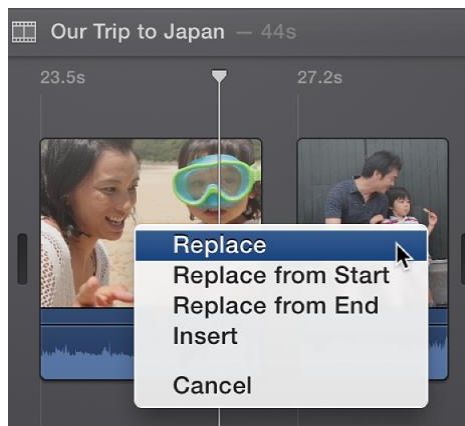 Our Trip to Japan — 44s
23.5s 27.2s
Replace
Replace from Start
Replace from End
Insert
Cancel